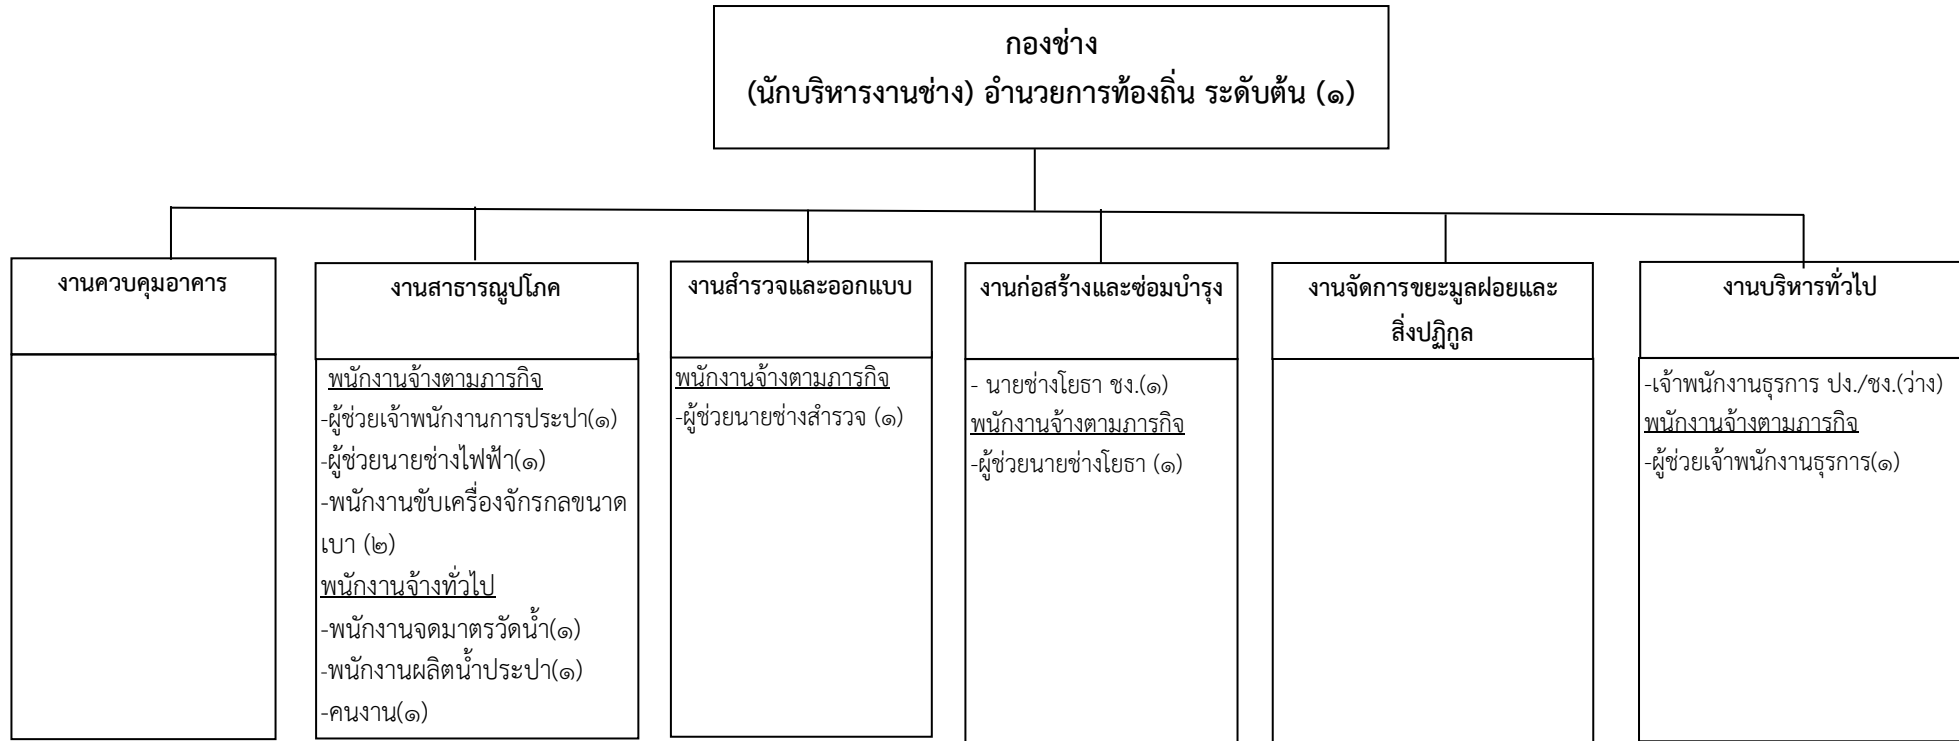 กองช่าง
(นักบริหารงานช่าง) อำนวยการท้องถิ่น ระดับต้น (๑)
งานควบคุมอาคาร
งานสาธารณูปโภค
พนักงานจ้างตามภารกิจ
-ผู้ช่วยเจ้าพนักงานการประปา(๑)
-ผู้ช่วยนายช่างไฟฟ้า(๑)
-พนักงานขับเครื่องจักรกลขนาด
เบา (๒)
พนักงานจ้างทั่วไป
-พนักงานจดมาตรวัดน้ำ(๑)
-พนักงานผลิตน้ำประปา(๑)
-คนงาน(๑)
งานสำรวจและออกแบบ
พนักงานจ้างตามภารกิจ
-ผู้ช่วยนายช่างสำรวจ (๑)
งานก่อสร้างและซ่อมบำรุง
- นายช่างโยธา ชง.(๑)
พนักงานจ้างตามภารกิจ
-ผู้ช่วยนายช่างโยธา (๑)
งานจัดการขยะมูลฝอยและ
สิ่งปฏิกูล
งานบริหารทั่วไป
-เจ้าพนักงานธุรการ ปง./ชง.(ว่าง)
พนักงานจ้างตามภารกิจ
-ผู้ช่วยเจ้าพนักงานธุรการ(๑)